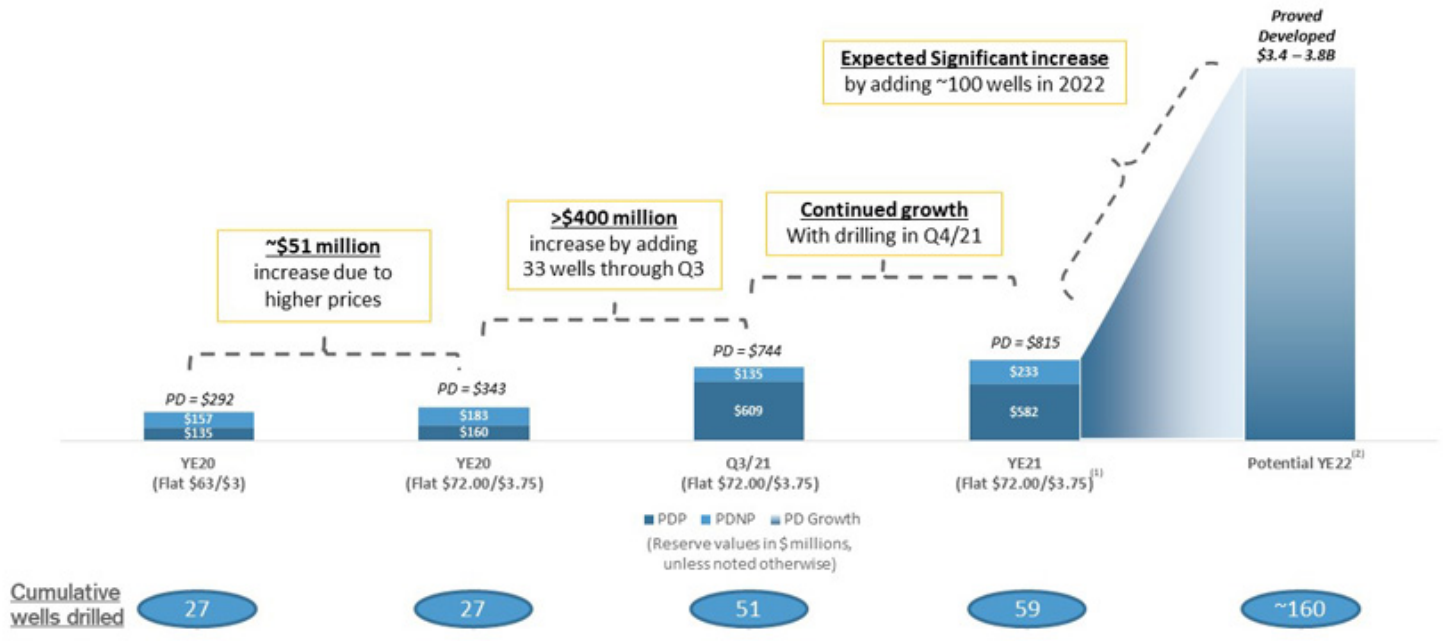 Proved
Developed
$3.4 – 3.8B
Expected Significant increase
by adding ~100 wells in 2022
Continued growth
With drilling in Q4/21
>$400 million
increase by adding
33 wells through Q3
~$51 million
increase due to
higher prices
PD = $292
$157
$135
PD = $343
$183
$160
PD = $744
$135
$609
PD = $815
$233
$582
YE20
(Flat $63/$3)
YE20
(Flat $72.00/$3.75)
Q3/21
(Flat $72.00/$3.75)
YE21
(Flat $72.00/$3.75)(1)
Potential YE22(2)
PDP PDNP PD Growth
(Reserve values in $ millions,
unless noted otherwise)
Cumulative
wells drilled
27
27
51
59
~160